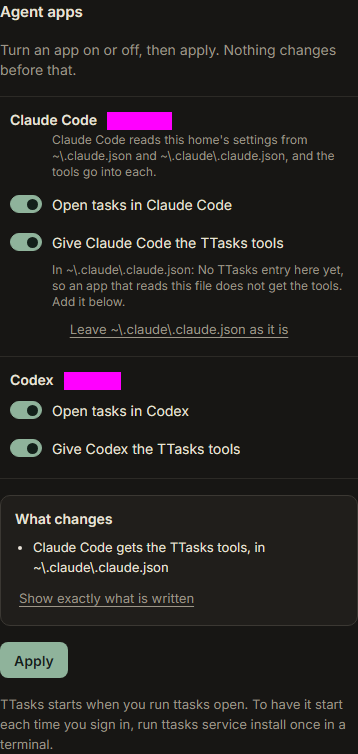 Agent apps
Turn an app on or off, then apply. Nothing changes
before that.
Claude Code
Claude Code reads this home's settings from
~\.claude.json and ~\.claude\.claude.json, and the
tools go into each.
Open tasks in Claude Code
Give Claude Code the TTasks tools
In ~\.claude\.claude.json: No TTasks entry here yet,
so an app that reads this file does not get the tools.
Add it below.
Leave ~\.claude\.claude.json as it is
Codex
Open tasks in Codex
Give Codex the TTasks tools
What changes
• Claude Code gets the TTasks tools, in
~\.claude\.claude.json
Show exactly what is written
Apply
TTasks starts when you run ttasks open. To have it start
each time you sign in, run ttasks service install once in a
terminal.